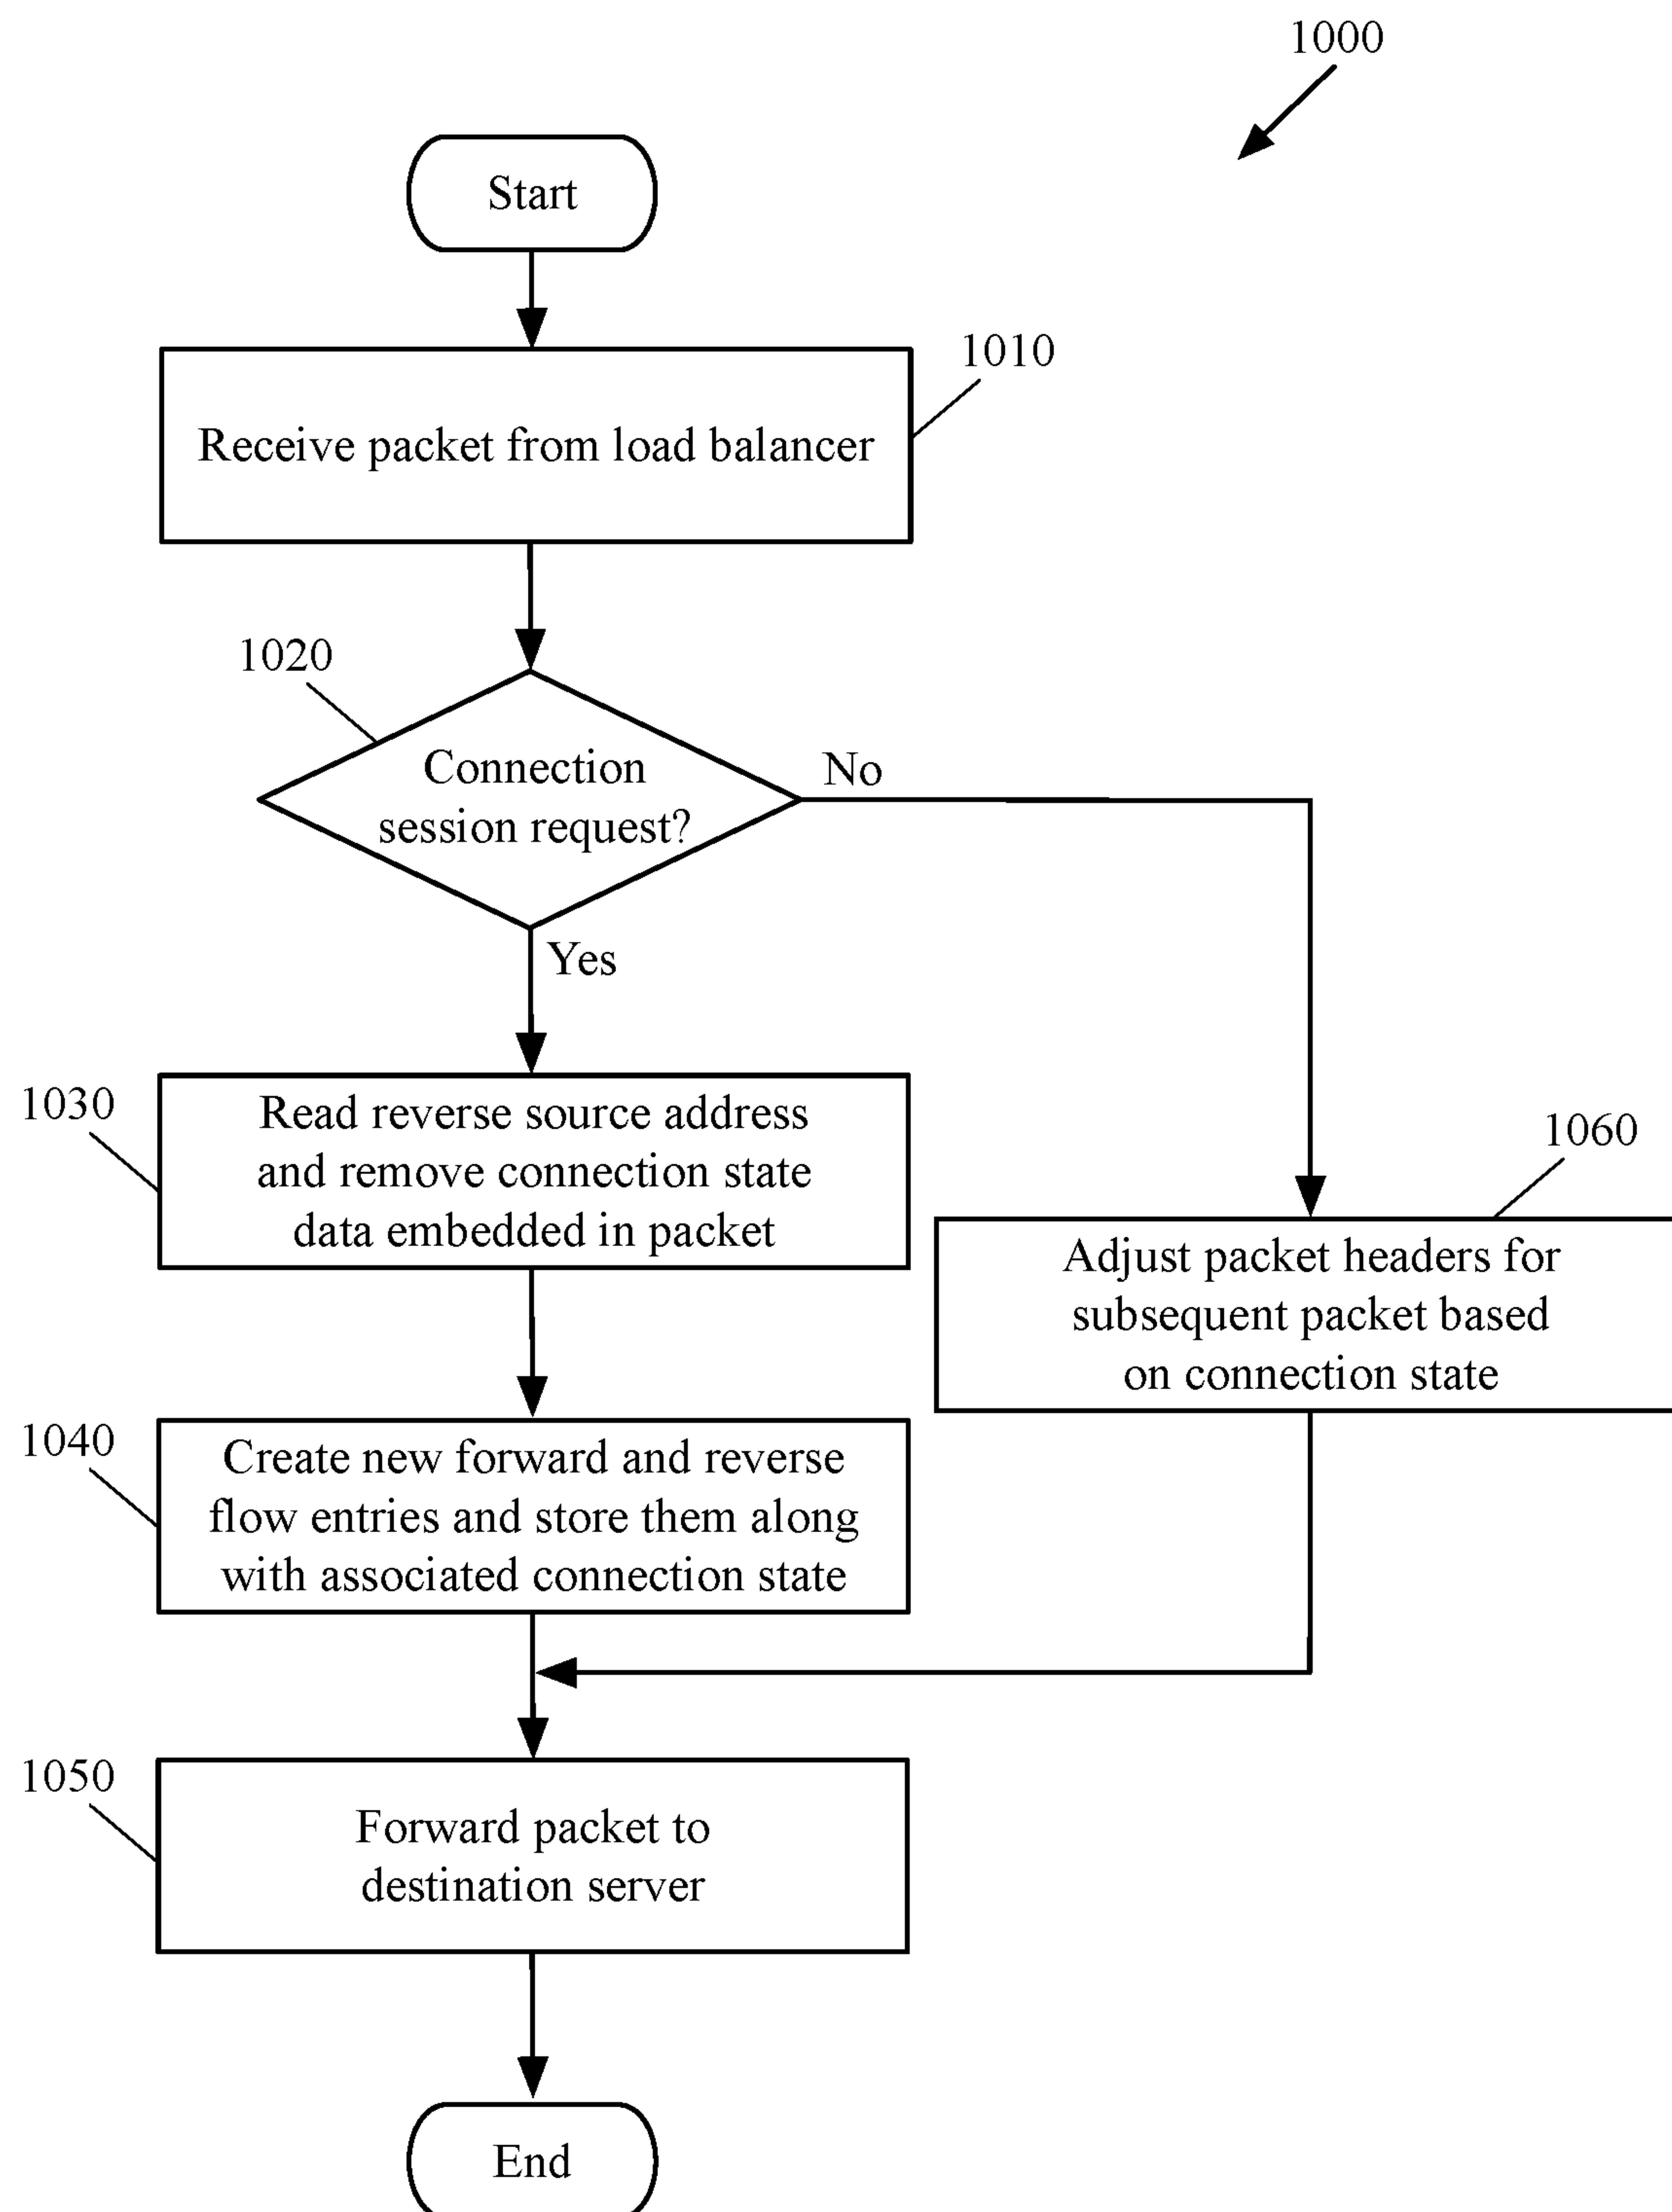 1000
Start
1010
Receive packet from load balancer
1020
Connection
session request?
No
Yes
1030
Read reverse source address
and remove connection state
data embedded in packet
1060
Adjust packet headers for
subsequent packet based
on connection state
1040
Create new forward and reverse
flow entries and store them along
with associated connection state
1050
Forward packet to
destination server
End